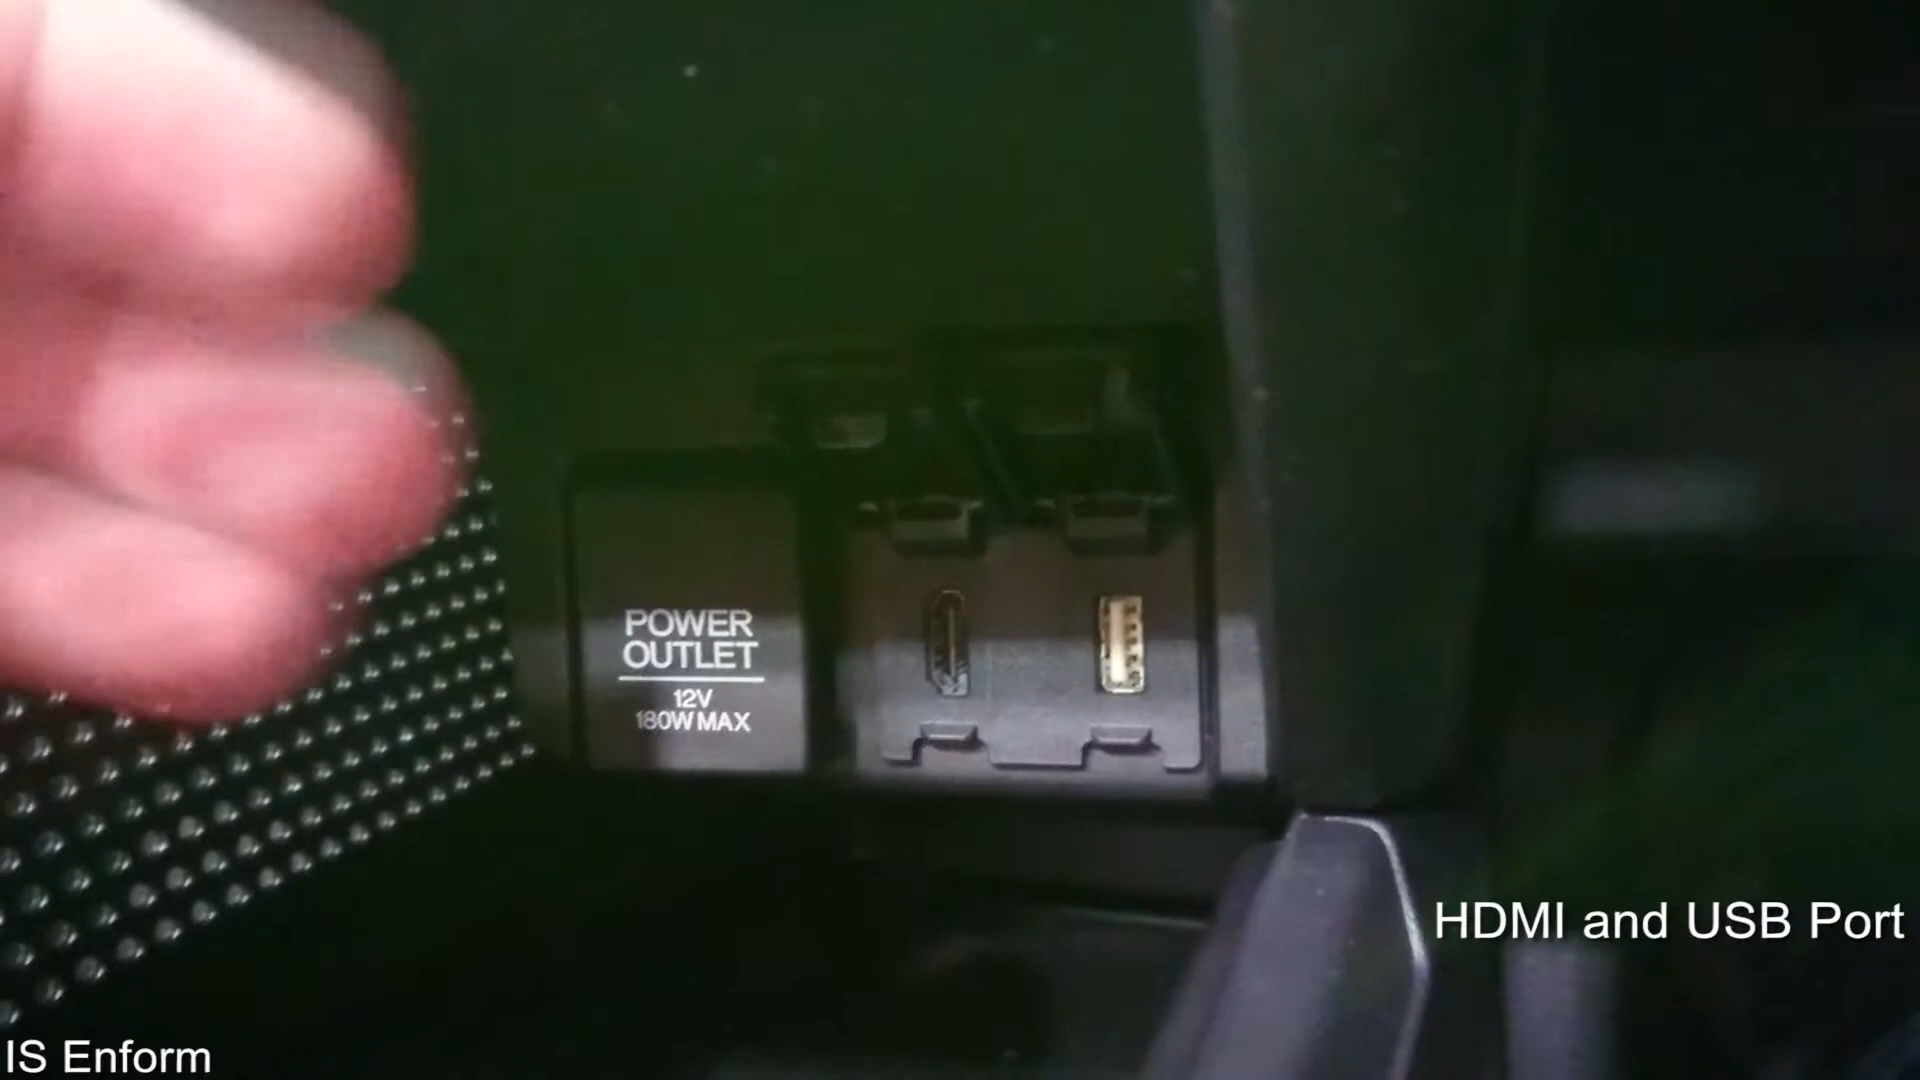 POWER
OUTLET
12V
180W MAX
HDMI and USB Port
IS Enform